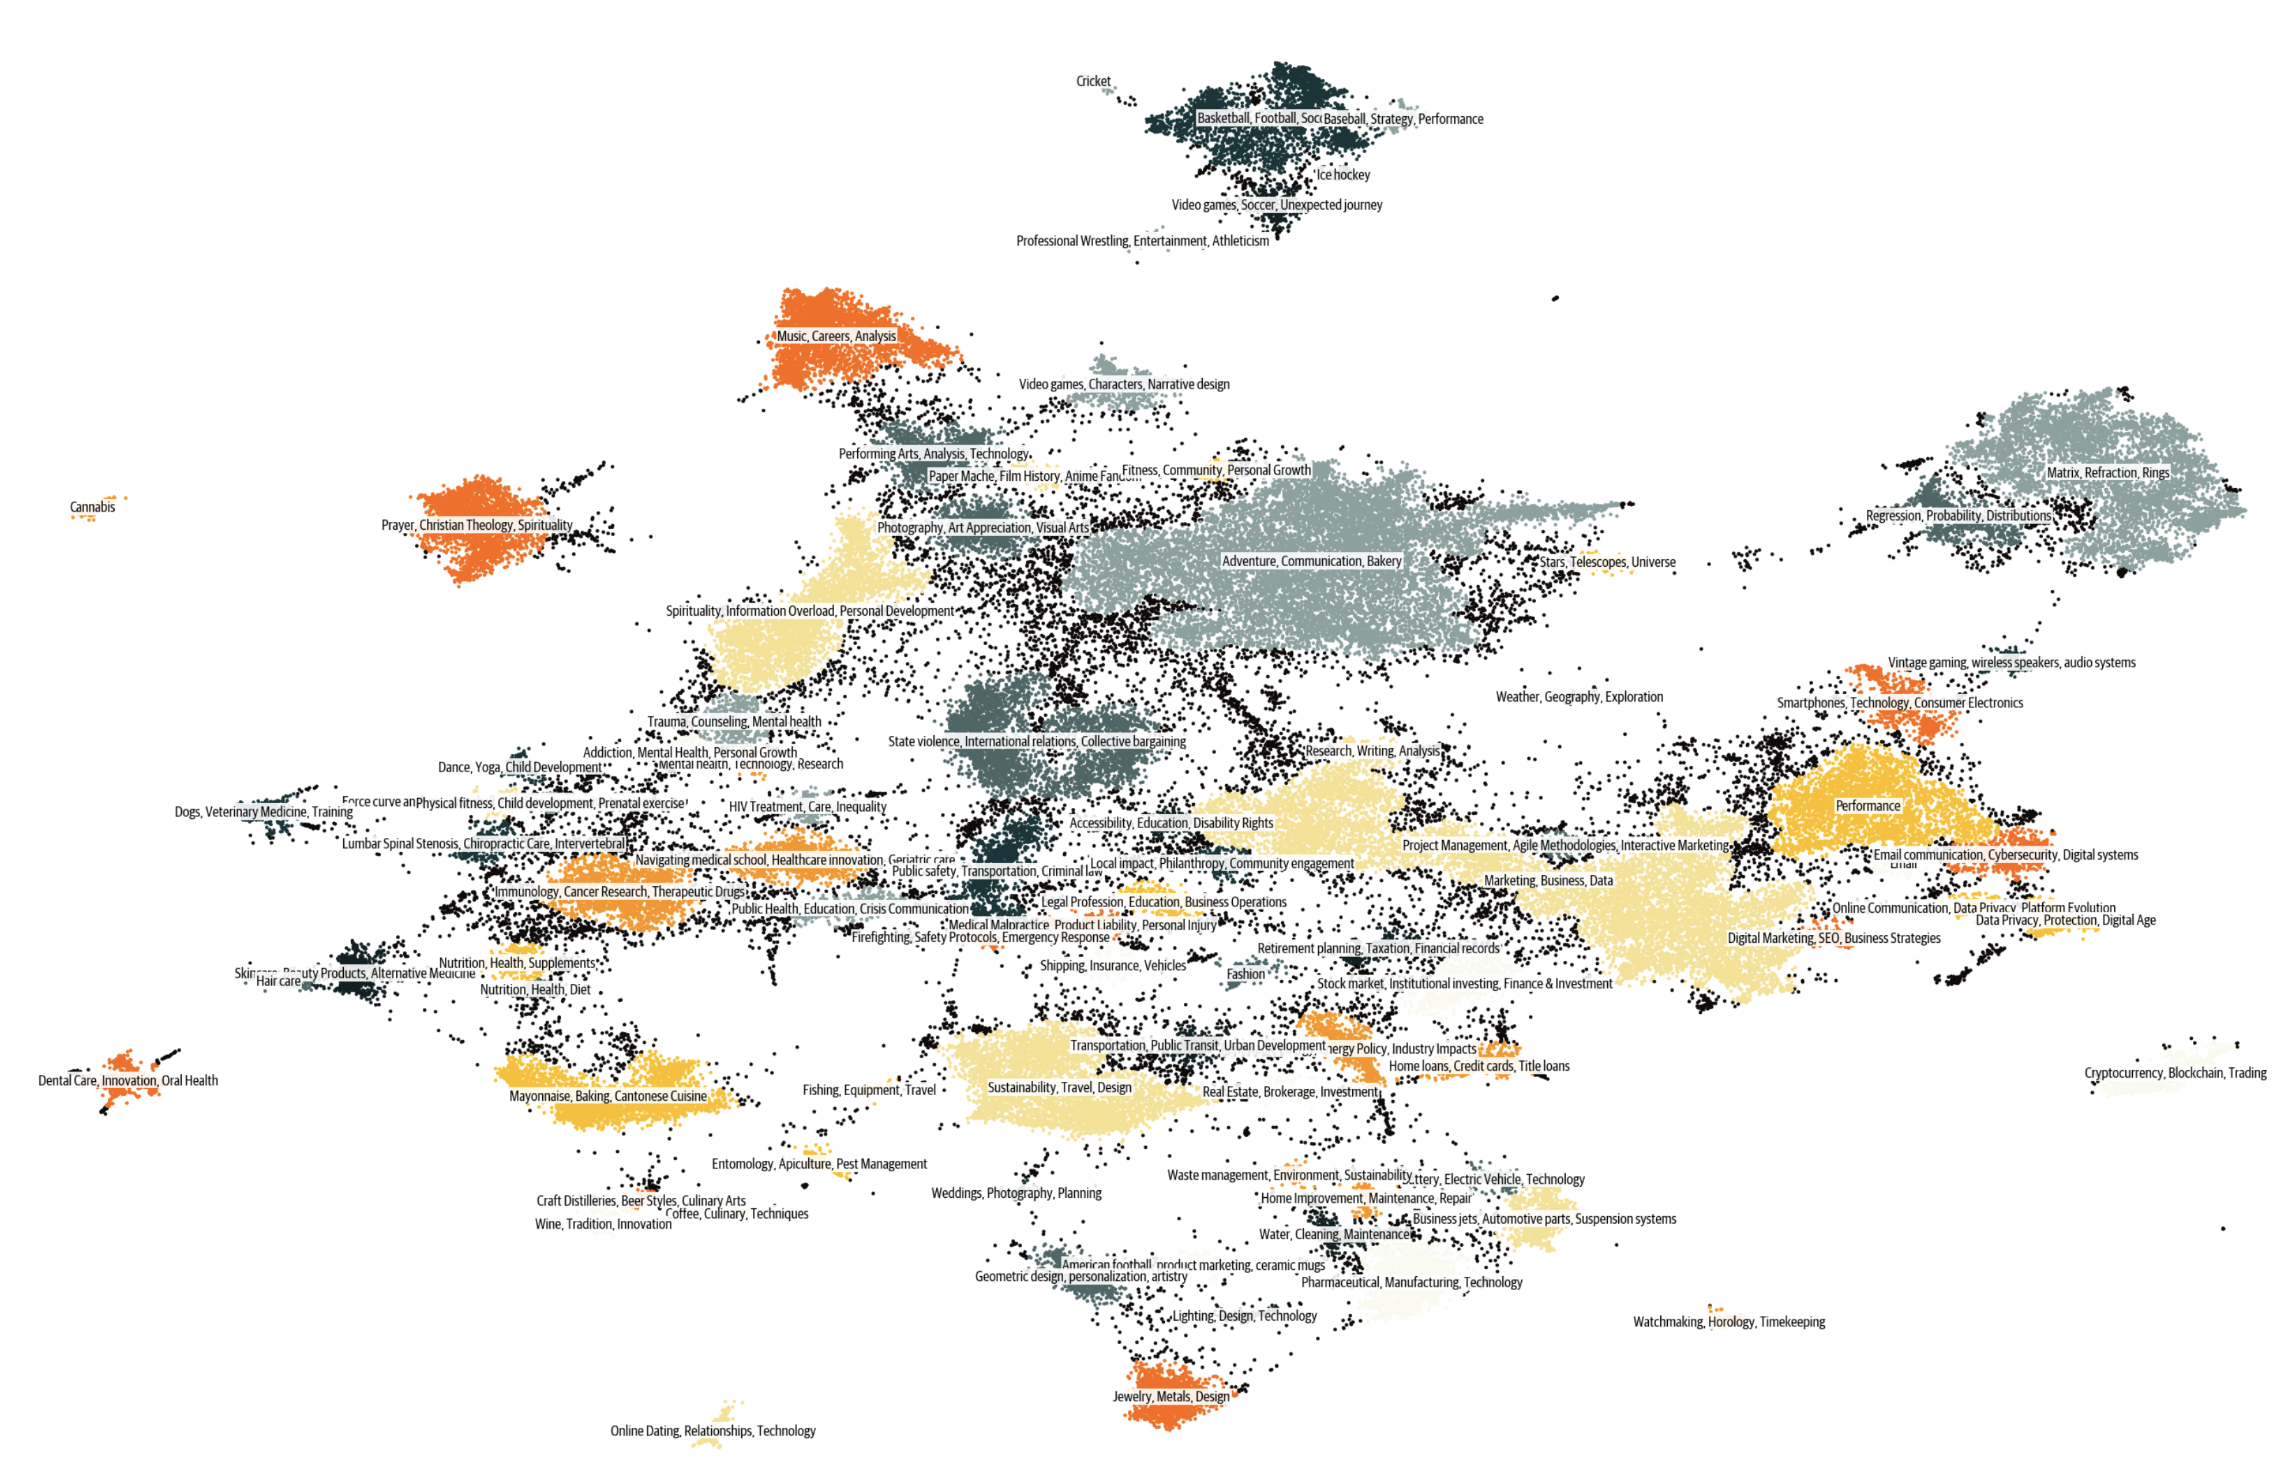 Cricket
Basketball, Football, Socc
Baseball, Strategy, Performance
Ice hockey
Video games, Soccer, Unexpected journey
Professional Wrestling, Entertainment, Athleticism
Music, Careers, Analysis
Video games, Characters, Narrative design
Performing Arts, Analysis, Technology
Paper Mache, Film History, Anime Fandom
Fitness, Community, Personal Growth
Matrix, Refraction, Rings
Cannabis
Prayer, Christian Theology, Spirituality
Photography, Art Appreciation, Visual Arts
Regression, Probability, Distributions
Adventure, Communication, Bakery
Stars, Telescopes, Universe
Spirituality, Information Overload, Personal Development
Vintage gaming, wireless speakers, audio systems
Weather, Geography, Exploration
Smartphones, Technology, Consumer Electronics
Trauma, Counseling, Mental health
State violence, International relations, Collective bargaining
Research, Writing, Analysis
Addiction, Mental Health, Personal Growth
Mental health, Technology, Research
Dance, Yoga, Child Development
Force curve an
Physical fitness, Child development, Prenatal exercise
HIV Treatment, Care, Inequality
Performance
Dogs, Veterinary Medicine, Training
Accessibility, Education, Disability Rights
Lumbar Spinal Stenosis, Chiropractic Care, Intervertebral
Project Management, Agile Methodologies, Interactive Marketing
Email communication, Cybersecurity, Digital systems
Email
Navigating medical school, Healthcare innovation, Geriatric care
Local impact, Philanthropy, Community engagement
Public safety, Transportation, Criminal law
Marketing, Business, Data
Immunology, Cancer Research, Therapeutic Drugs
Legal Profession, Education, Business Operations
Public Health, Education, Crisis Communication
Online Communication, Data Privacy, Platform Evolution
Data Privacy, Protection, Digital Age
Medical Malpractice, Product Liability, Personal Injury
Firefighting, Safety Protocols, Emergency Response
Digital Marketing, SEO, Business Strategies
Retirement planning, Taxation, Financial records
Nutrition, Health, Supplements
Shipping, Insurance, Vehicles
Skincare, Beauty Products, Alternative Medicine
Fashion
Hair care
Stock market, Institutional investing, Finance & Investment
Nutrition, Health, Diet
Transportation, Public Transit, Urban Development
nergy Policy, Industry Impacts
Home loans, Credit cards, Title loans
Cryptocurrency, Blockchain, Trading
Dental Care, Innovation, Oral Health
Sustainability, Travel, Design
Fishing, Equipment, Travel
Real Estate, Brokerage, Investment
Mayonnaise, Baking, Cantonese Cuisine
Entomology, Apiculture, Pest Management
Waste management, Environment, Sustainability
ttery, Electric Vehicle, Technology
Weddings, Photography, Planning
Home Improvement, Maintenance, Repair
Craft Distilleries, Beer Styles, Culinary Arts
Coffee, Culinary, Techniques
Wine, Tradition, Innovation
Business jets, Automotive parts, Suspension systems
Water, Cleaning, Maintenance
American football, product marketing, ceramic mugs
Geometric design, personalization, artistry
Pharmaceutical, Manufacturing, Technology
Lighting, Design, Technology
Watchmaking, Horology, Timekeeping
Jewelry, Metals, Design
Online Dating, Relationships, Technology